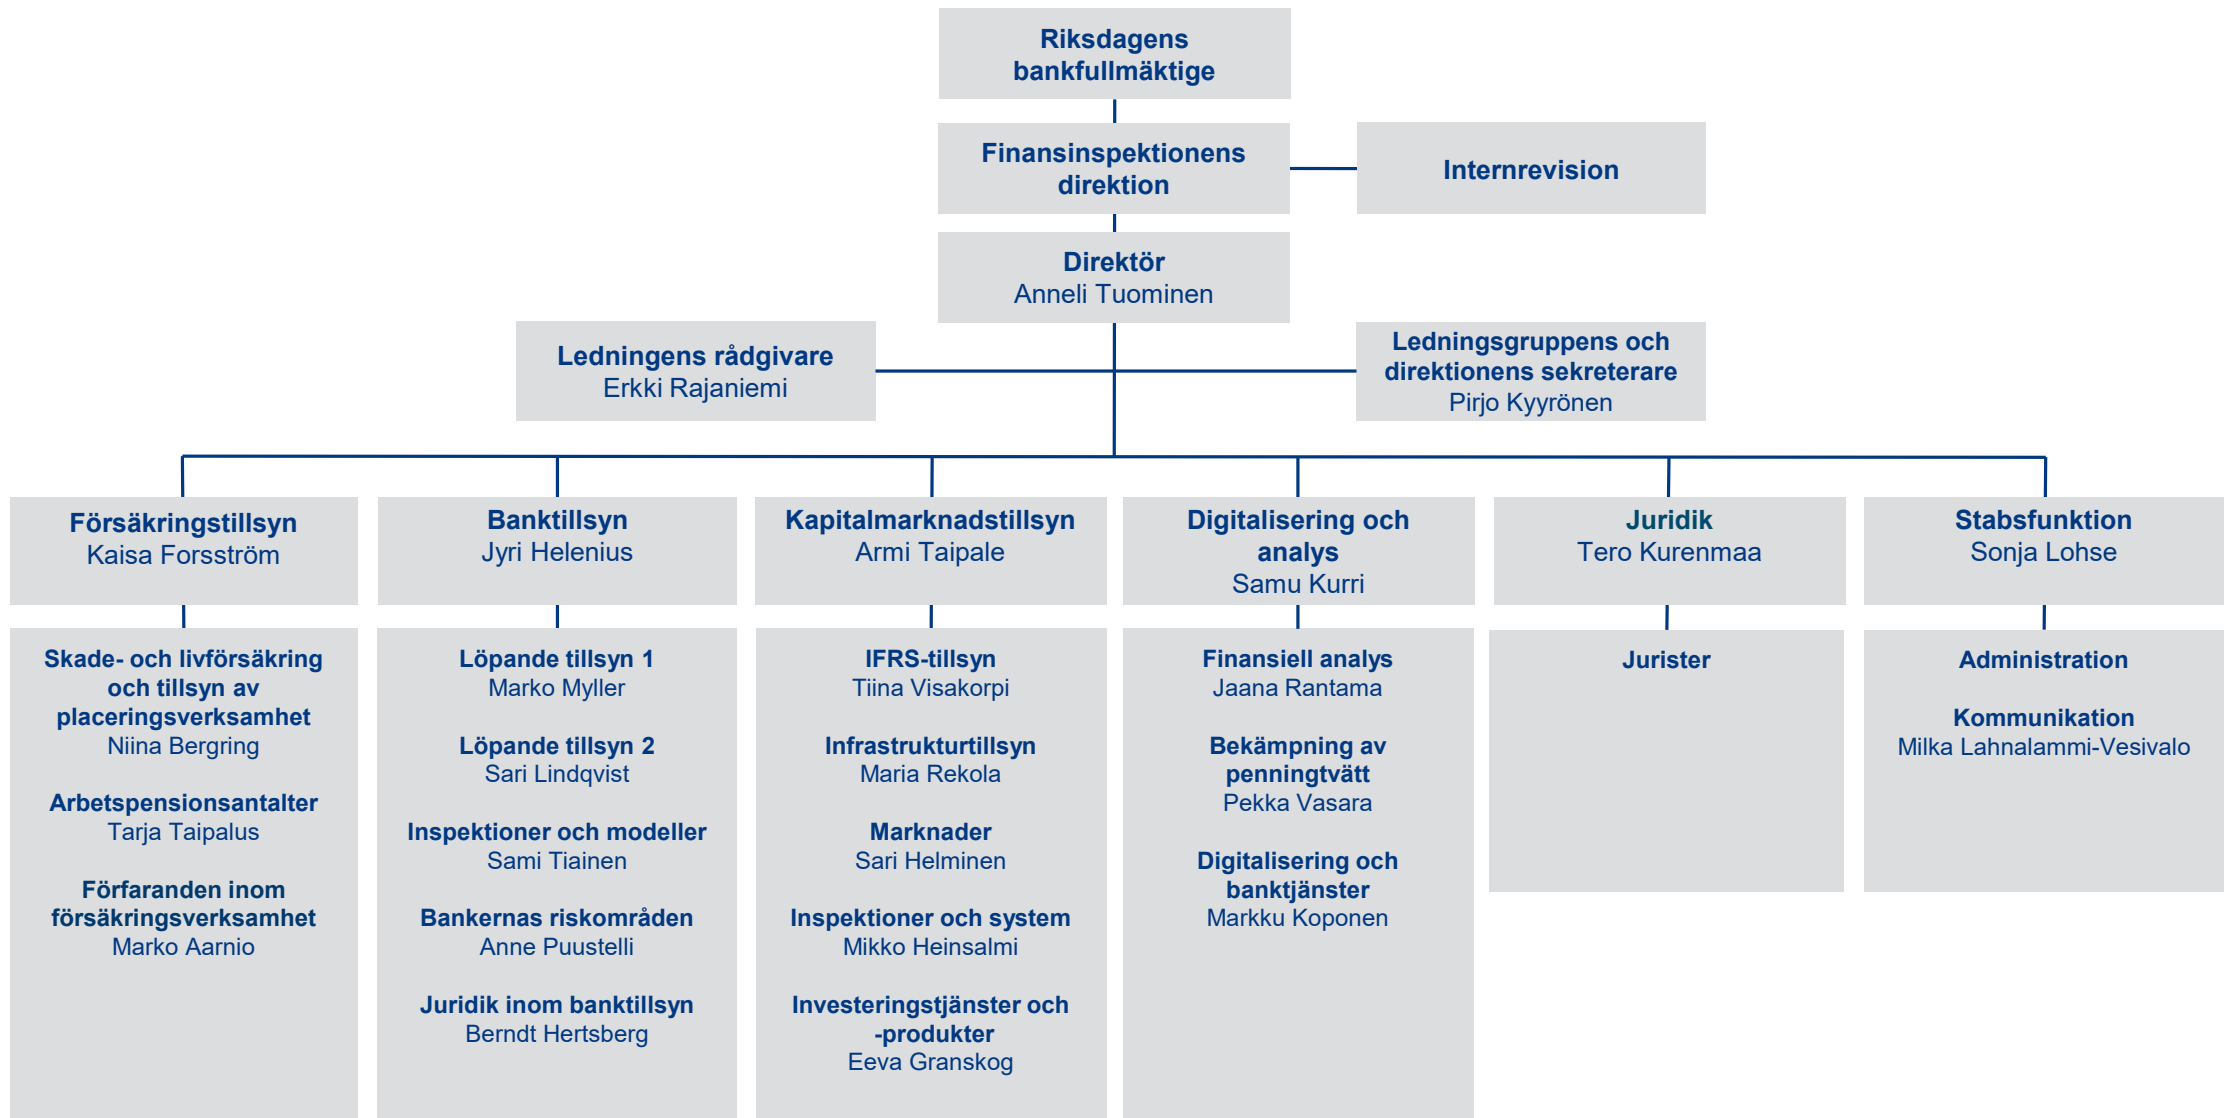 Riksdagens
bankfullmäktige
Finansinspektionens
direktion
Internrevision
Direktör
Anneli Tuominen
Ledningens rådgivare
Erkki Rajaniemi
Ledningsgruppens och
direktionens sekreterare
Pirjo Kyyrönen
Försäkringstillsyn
Kaisa Forsström
Banktillsyn
Jyri Helenius
Kapitalmarknadstillsyn
Armi Taipale
Digitalisering och
analys
Samu Kurri
Juridik
Tero Kurenmaa
Stabsfunktion
Sonja Lohse
Skade- och livförsäkring
och tillsyn av
placeringsverksamhet
Niina Bergring
Arbetspensionsantalter
Tarja Taipalus
Förfaranden inom
försäkringsverksamhet
Marko Aarnio
Löpande tillsyn 1
Marko Myller
Löpande tillsyn 2
Sari Lindqvist
Inspektioner och modeller
Sami Tiainen
Bankernas riskområden
Anne Puustelli
Juridik inom banktillsyn
Berndt Hertsberg
IFRS-tillsyn
Tiina Visakorpi
Infrastrukturtillsyn
Maria Rekola
Marknader
Sari Helminen
Inspektioner och system
Mikko Heinsalmi
Investeringstjänster och
-produkter
Eeva Granskog
Finansiell analys
Jaana Rantama
Bekämpning av
penningtvätt
Pekka Vasara
Digitalisering och
banktjänster
Markku Koponen
Jurister
Administration
Kommunikation
Milka Lahnalammi-Vesivalo